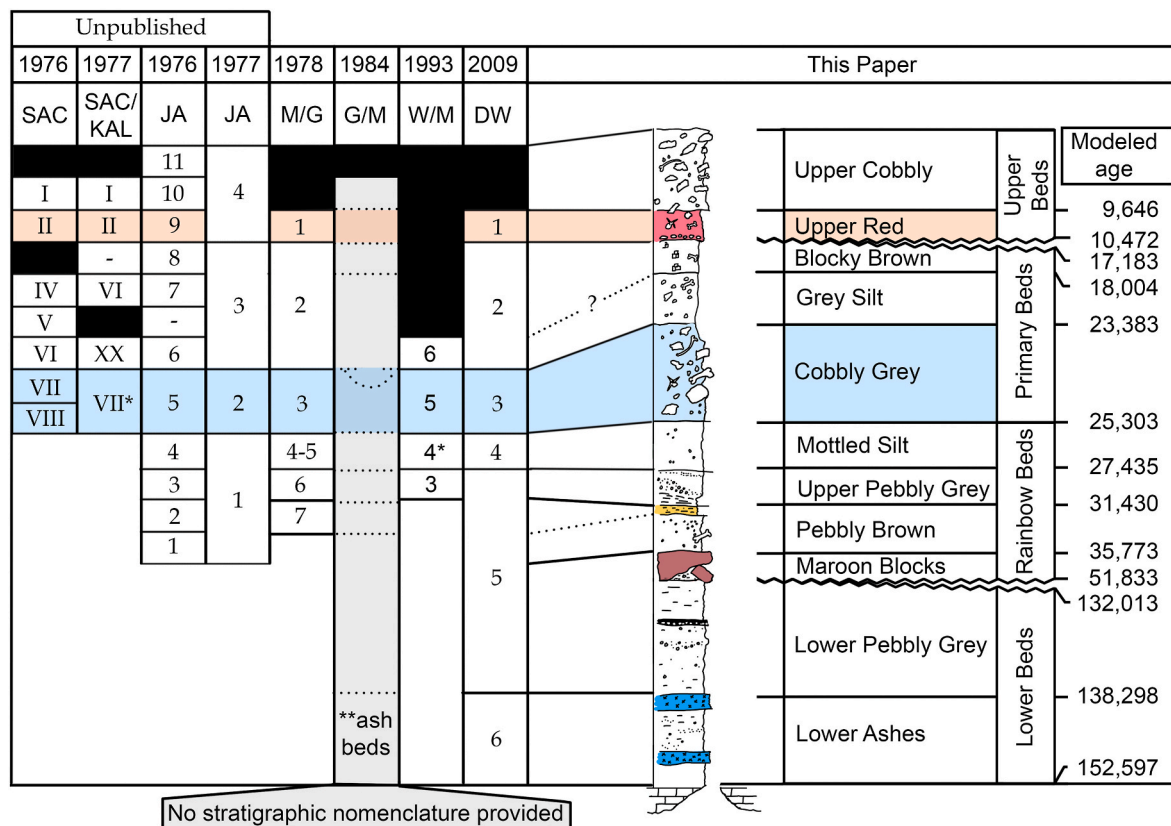 Unpublished
1976 1977 1976 1977 1978 1984 1993 2009 This Paper
SAC SAC/ KAL JA JA M/G G/M W/M DW
Modeled age
11 4 Upper Cobbly Upper Beds
I I 10
9,646
II II 9 1 1 Upper Red
10,472
- 8 3 2 2 Blocky Brown Primary Beds
17,183
IV VI 7 ? Grey Silt
18,004
V -
23,383
VI XX 6 6
VII VII* 5 2 3 5 3 Cobbly Grey
VIII
25,303
4 1 4-5 4* 4 Mottled Silt Rainbow Beds
27,435
3 6 3 5 Upper Pebbly Grey
31,430
2 7 Pebbly Brown
1
35,773
Maroon Blocks
51,833
132,013
Lower Pebbly Grey Lower Beds
138,298
**ash beds 6 Lower Ashes
152,597
No stratigraphic nomenclature provided